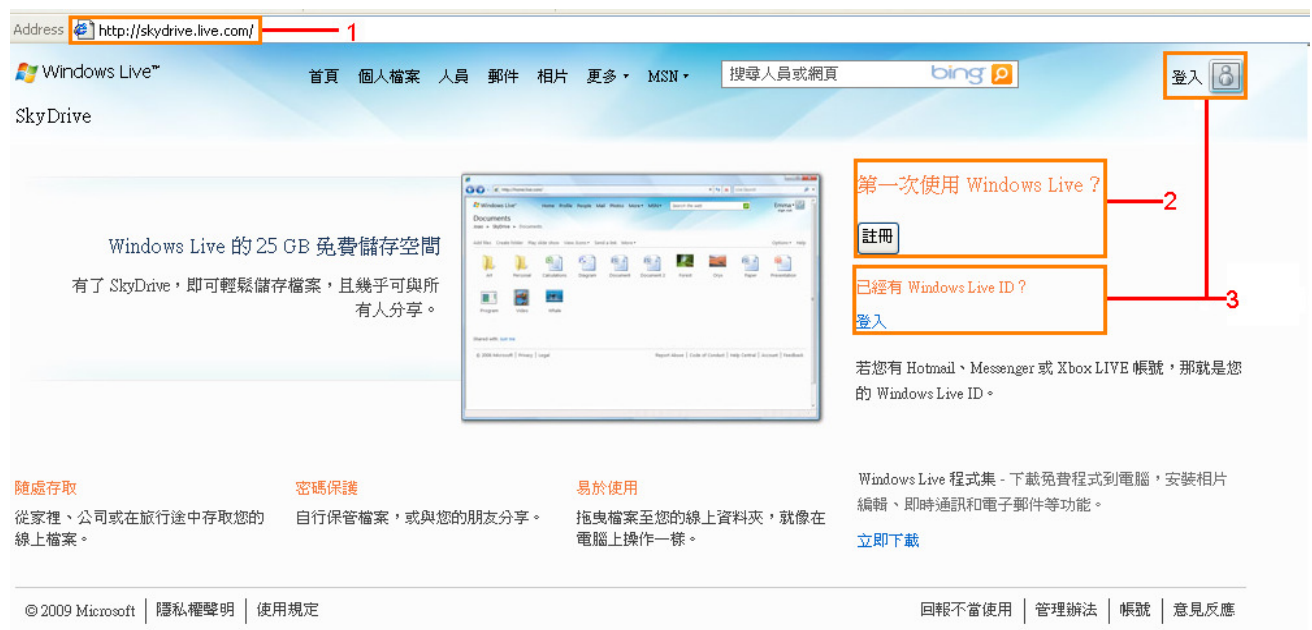 Address http://skydrive.live.com/ 1
Windows Live™ 首頁 個人檔案 人員 郵件 相片 更多 MSN 搜尋人員或網頁 bing 登入
SkyDrive
第一次使用 Windows Live？
2
註冊
Windows Live 的 25 GB 免費儲存空間
有了 SkyDrive，即可輕鬆儲存檔案，且幾乎可與所
有人分享。
已經有 Windows Live ID？
3
登入
若您有 Hotmail、Messenger 或 Xbox LIVE 帳號，那就是您
的 Windows Live ID。
Documents
隨處存取
從家裡、公司或在旅行途中存取您的
線上檔案。
密碼保護
自行保管檔案，或與您的朋友分享。
易於使用
拖曳檔案至您的線上資料夾，就像在
電腦上操作一樣。
Windows Live 程式集 - 下載免費程式到電腦，安裝相片
編輯、即時通訊和電子郵件等功能。
立即下載
© 2009 Microsoft 隱私權聲明 使用規定 回報不當使用 管理辦法 帳號 意見反應